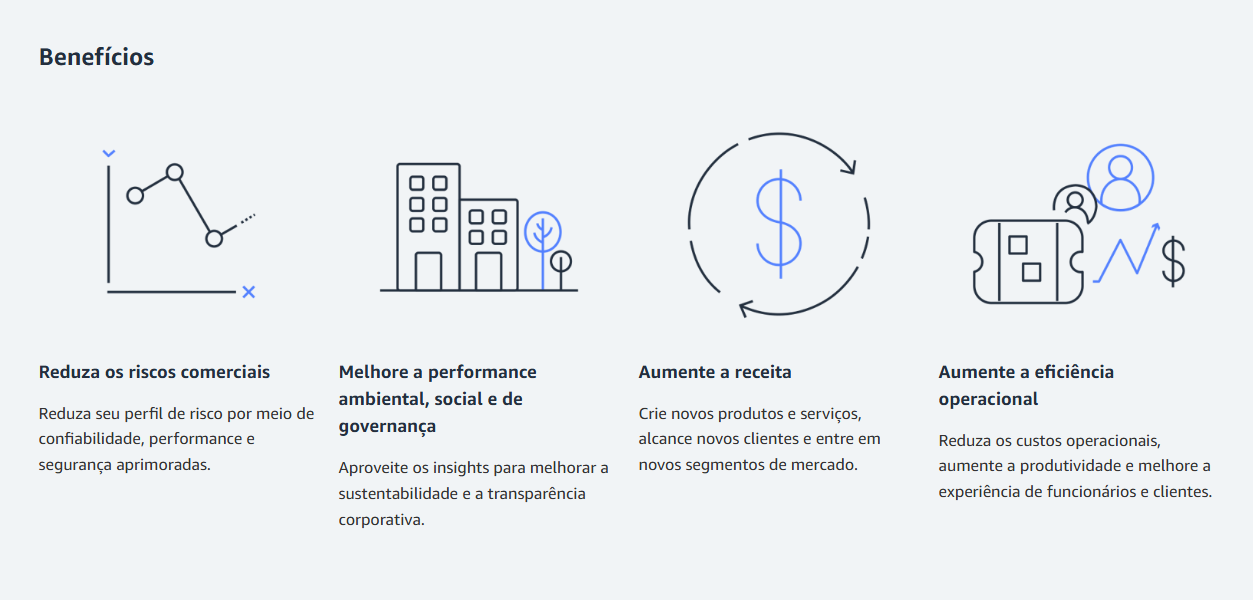 Benefícios
Reduza os riscos comerciais
Reduza seu perfil de risco por meio de
confiabilidade, performance e
segurança aprimoradas.
Melhore a performance
ambiental, social e de
governança
Aproveite os insights para melhorar a
sustentabilidade e a transparência
corporativa.
Aumente a receita
Crie novos produtos e serviços,
alcance novos clientes e entre em
novos segmentos de mercado.
Aumente a eficiência
operacional
Reduza os custos operacionais,
aumente a produtividade e melhore a
experiência de funcionários e clientes.